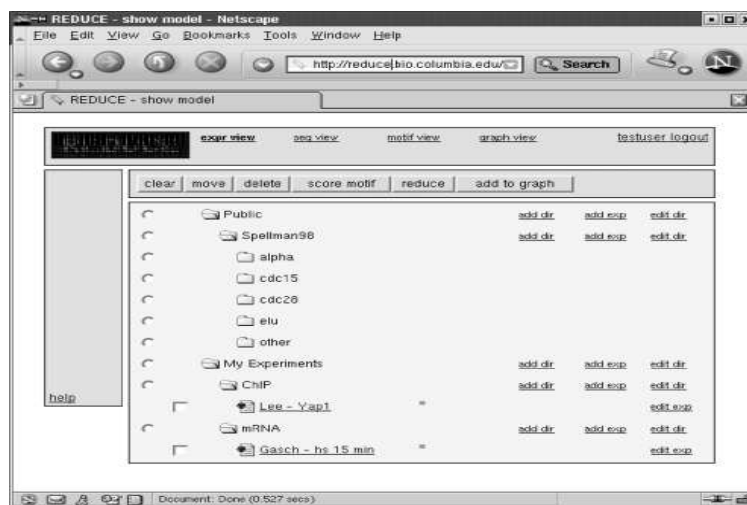 REDUCE - show model - Netscape
File Edit View Go Bookmarks Tools Window Help
http://reduce.bio.columbia.edu/ Search N
REDUCE - show model
expr view seq view motif view graph view testuser logout
clear move delete score motif reduce add to graph
Public add dir add exp edit dir
Spellman98 add dir add exp edit dir
alpha
cdc15
cdc28
elu
other
My Experiments add dir add exp edit dir
ChIP add dir add exp edit dir
help
Lee - Yap1 edit exp
mRNA add dir add exp edit dir
Gasch - hs 15 min edit exp
Document: Done (0.527 secs)